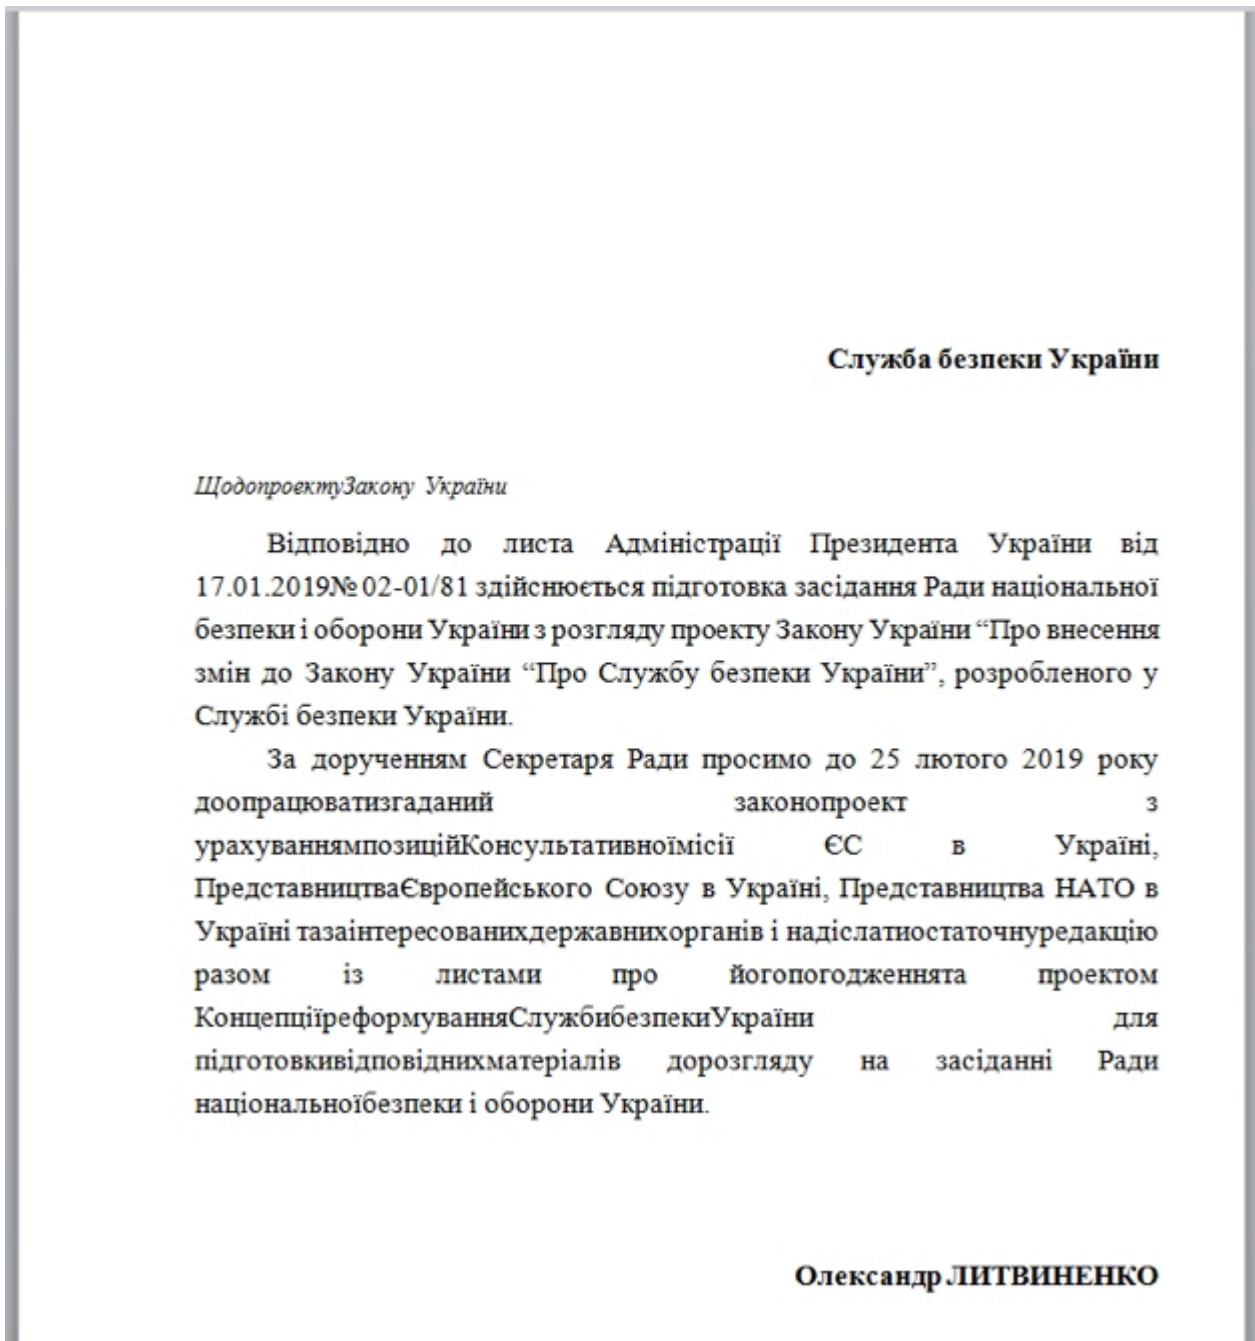 Служба безпеки України
ЩодопроектуЗакону України
Відповідно до листа Адміністрації Президента України від
17.01.2019№ 02-01/81 здійснюється підготовка засідання Ради національної
безпеки і оборони України з розгляду проекту Закону України “Про внесення
змін до Закону України “Про Службу безпеки України”, розробленого у
Службі безпеки України.
За дорученням Секретаря Ради просимо до 25 лютого 2019 року
доопрацюватизгаданий законопроект з
урахуваннямпозиційКонсультативноїмісії ЄС в Україні,
ПредставництваЄвропейського Союзу в Україні, Представництва НАТО в
Україні тазаінтересованихдержавнихорганів і надіслатиостаточнуредакцію
разом із листами про йогопогодженнята проектом
КонцепціїреформуванняСлужбибезпекиУкраїни для
підготовкивідповіднихматеріалів дорозгляду на засіданні Ради
національноїбезпеки і оборони України.
Олександр ЛИТВИНЕНКО